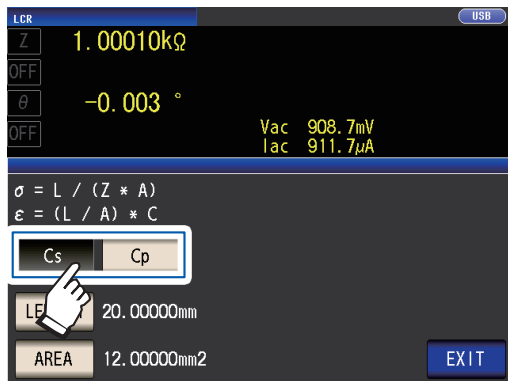 LCR USB
Z 1.00010kΩ
OFF
θ -0.003 °
OFF
Vac 908.7mV
Iac 911.7μA
σ = L / (Z * A)
ε = (L / A) * C
Cs Cp
20.00000mm
AREA 12.00000mm2
EXIT